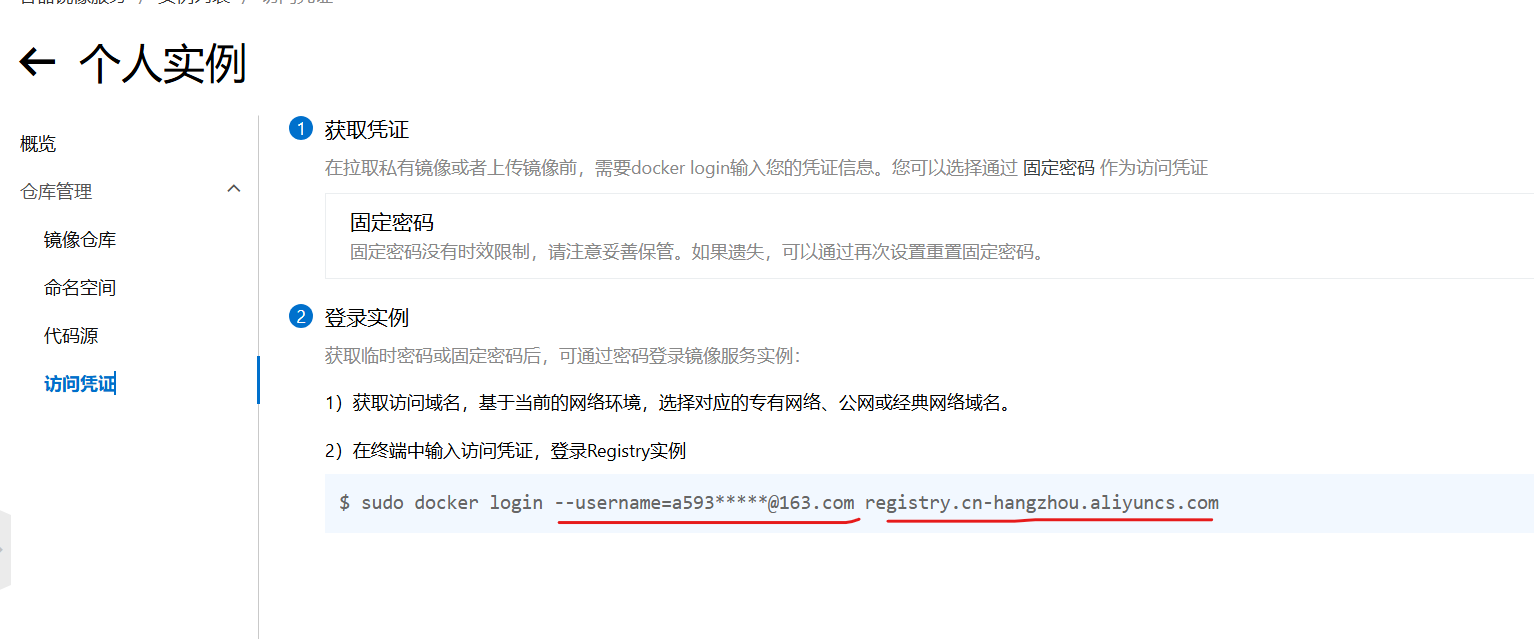 个人实例
概览
仓库管理
镜像仓库
命名空间
代码源
访问凭证
1 获取凭证
在拉取私有镜像或者上传镜像前，需要docker login输入您的凭证信息。您可以选择通过 固定密码 作为访问凭证
固定密码
固定密码没有时效限制，请注意妥善保管。如果遗失，可以通过再次设置重置固定密码。
2 登录实例
获取临时密码或固定密码后，可通过密码登录镜像服务实例：
1）获取访问域名，基于当前的网络环境，选择对应的专有网络、公网或经典网络域名。
2）在终端中输入访问凭证，登录Registry实例
$ sudo docker login --username=a593*****@163.com registry.cn-hangzhou.aliyuncs.com